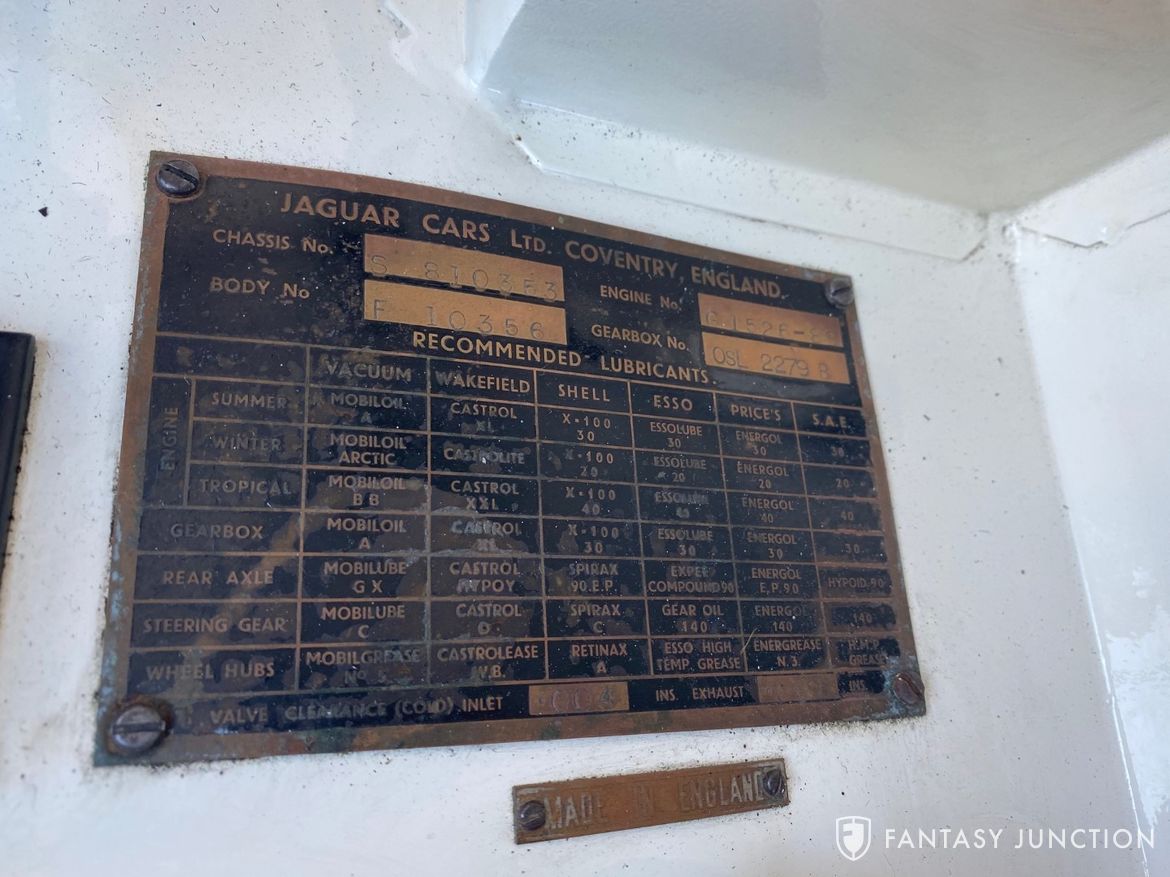 JAGUAR CARS LTD. COVENTRY, ENGLAND.
CHASSIS No. S 810353 ENGINE No.
BODY No F 10356 GEARBOX No. OSL 2279 B
RECOMMENDED LUBRICANTS.
VACUUM WAKEFIELD SHELL ESSO PRICE'S S.A.E.
ENGINE
SUMMER MOBILOIL A CASTROL XL X-100 30 ESSOLUBE 30 ENERGOL 30 30
WINTER MOBILOIL ARCTIC CASTROLITE X-100 20 ESSOLUBE 20 ENERGOL 20 20
TROPICAL MOBILOIL B B CASTROL XXL X-100 40 ESSOLUBE 40 ENERGOL 40 40
GEARBOX MOBILOIL A CASTROL XL X-100 30 ESSOLUBE 30 ENERGOL 30 30
REAR AXLE MOBILUBE G X CASTROL HYPOY SPIRAX 90.E.P. EXPEE COMPOUND 90 ENERGOL E.P.90 HYPOID-90
STEERING GEAR MOBILUBE C CASTROL D SPIRAX C GEAR OIL 140 ENERGOL 140 140
WHEEL HUBS MOBILGREASE No 5 CASTROLEASE W.B. RETINAX A ESSO HIGH TEMP. GREASE ENERGREASE N.3. H.M.P. GREASE
VALVE CLEARANCE (COLD) INLET INS. EXHAUST INS.
MADE IN ENGLAND
FANTASY JUNCTION